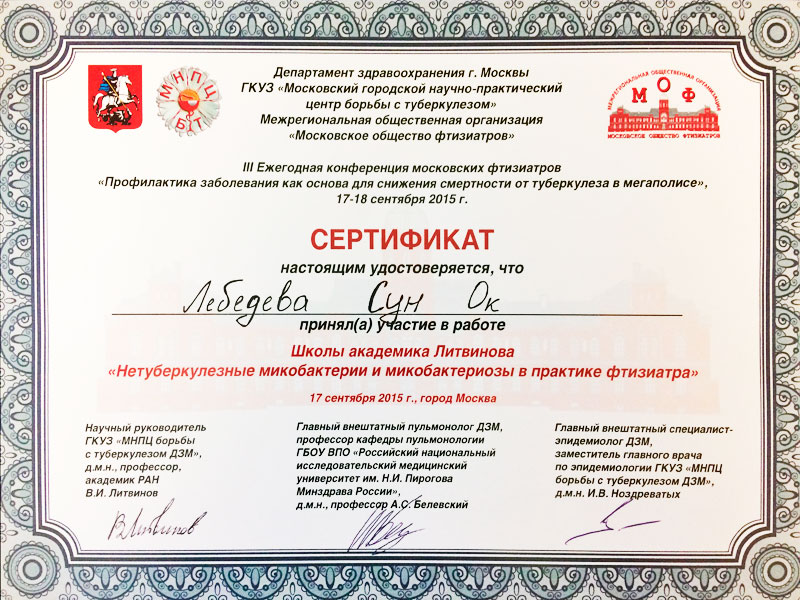 Департамент здравоохранения г. Москвы
ГКУЗ «Московский городской научно-практический
центр борьбы с туберкулезом»
Межрегиональная общественная организация
«Московское общество фтизиатров»
МНПЦ
БТ
МЕЖРЕГИОНАЛЬНАЯ ОБЩЕСТВЕННАЯ ОРГАНИЗАЦИЯ
МОФ
МОСКОВСКОЕ ОБЩЕСТВО ФТИЗИАТРОВ
III Ежегодная конференция московских фтизиатров
«Профилактика заболевания как основа для снижения смертности от туберкулеза в мегаполисе»,
17-18 сентября 2015 г.
СЕРТИФИКАТ
настоящим удостоверяется, что
Лебедева Сун Ок
принял(а) участие в работе
Школы академика Литвинова
«Нетуберкулезные микобактерии и микобактериозы в практике фтизиатра»
17 сентября 2015 г., город Москва
Научный руководитель
ГКУЗ «МНПЦ борьбы
с туберкулезом ДЗМ»,
д.м.н., профессор,
академик РАН
В.И. Литвинов
ВЛитвинов
Главный внештатный пульмонолог ДЗМ,
профессор кафедры пульмонологии
ГБОУ ВПО «Российский национальный
исследовательский медицинский
университет им. Н.И. Пирогова
Минздрава России»,
д.м.н., профессор А.С. Белевский
Главный внештатный специалист-
эпидемиолог ДЗМ,
заместитель главного врача
по эпидемиологии ГКУЗ «МНПЦ
борьбы с туберкулезом ДЗМ»,
д.м.н. И.В. Ноздреватых